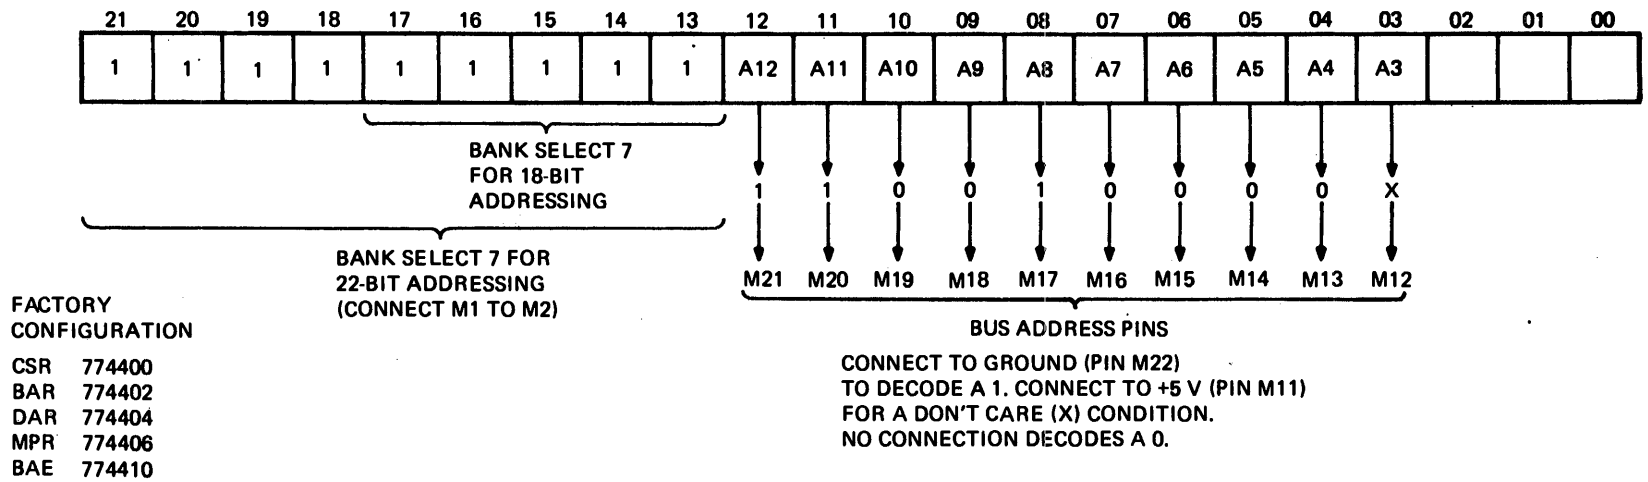 21 20 19 18 17 16 15 14 13 12 11 10 09 08 07 06 05 04 03 02 01 00
1 1 1 1 1 1 1 1 1 A12 A11 A10 A9 A8 A7 A6 A5 A4 A3
BANK SELECT 7
FOR 18-BIT
ADDRESSING
1 1 0 0 1 0 0 0 0 X
BANK SELECT 7 FOR
22-BIT ADDRESSING
(CONNECT M1 TO M2)
M21 M20 M19 M18 M17 M16 M15 M14 M13 M12
BUS ADDRESS PINS
CONNECT TO GROUND (PIN M22)
TO DECODE A 1. CONNECT TO +5 V (PIN M11)
FOR A DON'T CARE (X) CONDITION.
NO CONNECTION DECODES A 0.
FACTORY
CONFIGURATION
CSR 774400
BAR 774402
DAR 774404
MPR 774406
BAE 774410